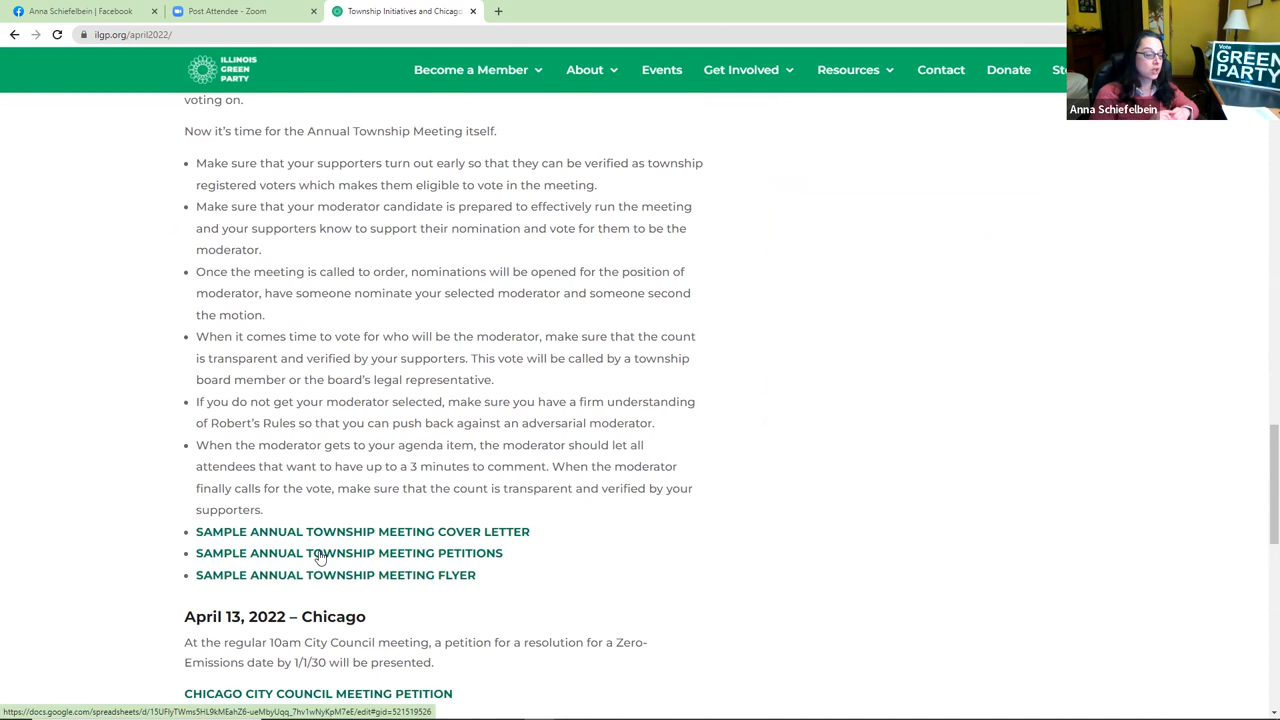 Anna Schiefelbein | Facebook
Post Attendee - Zoom
Township Initiatives and Chicago
ilgp.org/april2022/
ILLINOIS
GREEN
PARTY
Become a Member
About
Events
Get Involved
Resources
Contact
Donate
Vote
GREEN
PARTY
Anna Schiefelbein
voting on.
Now it's time for the Annual Township Meeting itself.
Make sure that your supporters turn out early so that they can be verified as township
registered voters which makes them eligible to vote in the meeting.
Make sure that your moderator candidate is prepared to effectively run the meeting
and your supporters know to support their nomination and vote for them to be the
moderator.
Once the meeting is called to order, nominations will be opened for the position of
moderator, have someone nominate your selected moderator and someone second
the motion.
When it comes time to vote for who will be the moderator, make sure that the count
is transparent and verified by your supporters. This vote will be called by a township
board member or the board's legal representative.
If you do not get your moderator selected, make sure you have a firm understanding
of Robert's Rules so that you can push back against an adversarial moderator.
When the moderator gets to your agenda item, the moderator should let all
attendees that want to have up to a 3 minutes to comment. When the moderator
finally calls for the vote, make sure that the count is transparent and verified by your
supporters.
SAMPLE ANNUAL TOWNSHIP MEETING COVER LETTER
SAMPLE ANNUAL TOWNSHIP MEETING PETITIONS
SAMPLE ANNUAL TOWNSHIP MEETING FLYER
April 13, 2022 – Chicago
At the regular 10am City Council meeting, a petition for a resolution for a Zero-
Emissions date by 1/1/30 will be presented.
CHICAGO CITY COUNCIL MEETING PETITION